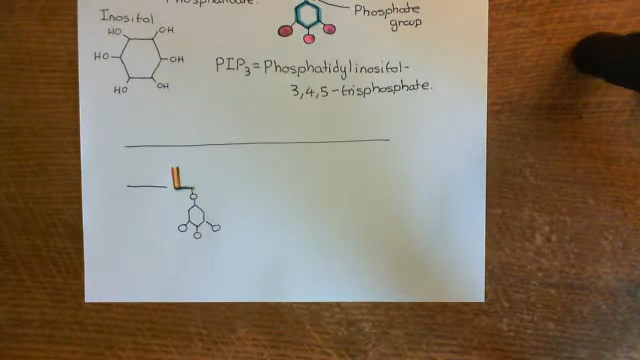 Inositol
HO
OH
HO
OH
HO
OH
Phosphate
group
PIP3 = Phosphatidylinositol-
3,4,5-trisphosphate.